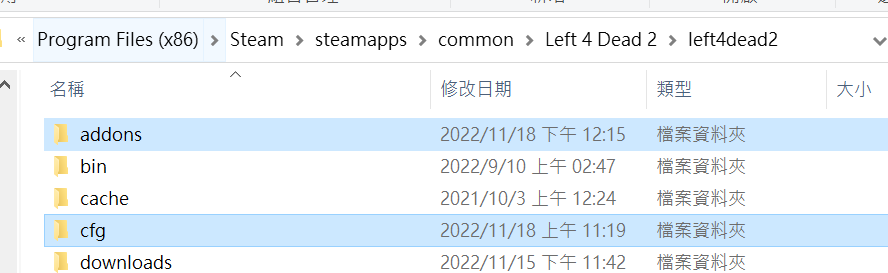 « Program Files (x86) › Steam › steamapps › common › Left 4 Dead 2 › left4dead2
名稱 修改日期 類型 大小
addons 2022/11/18 下午 12:15 檔案資料夾
bin 2022/9/10 上午 02:47 檔案資料夾
cache 2021/10/3 上午 12:24 檔案資料夾
cfg 2022/11/18 上午 11:19 檔案資料夾
downloads 2022/11/15 下午 11:42 檔案資料夾